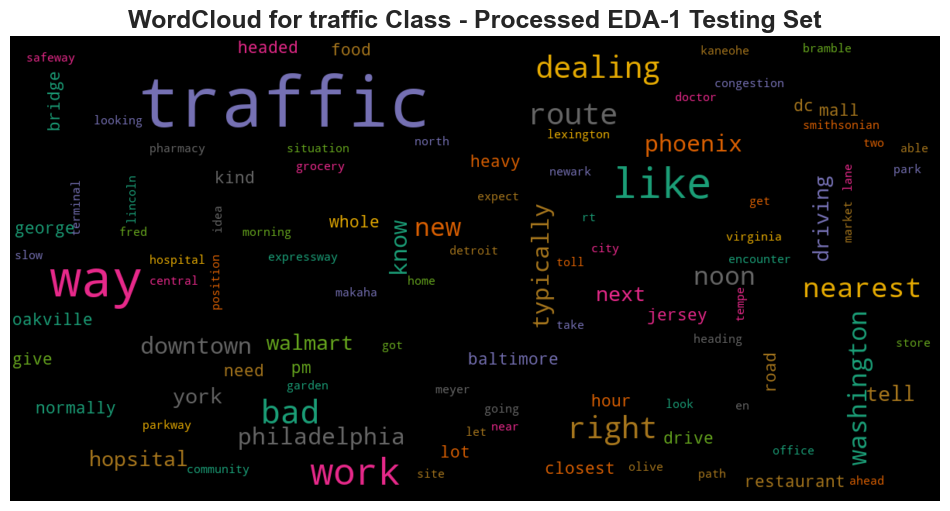 WordCloud for traffic Class - Processed EDA-1 Testing Set
safeway
headed
food
kaneohe
bramble
bridge
traffic
dealing
congestion
doctor
looking
route
dc
mall
smithsonian
lexington
north
pharmacy
situation
phoenix
two
able
grocery
heavy
newark
like
park
lane
kind
terminal
lincoln
idea
expect
get
driving
market
george
fred
morning
whole
know
new
typically
rt
virginia
slow
hospital
expressway
detroit
city
toll
encounter
way
central
position
home
makaha
noon
nearest
next
tempe
jersey
oakville
take
downtown
walmart
got
heading
store
washington
give
need
pm
baltimore
road
garden
york
meyer
tell
normally
bad
hour
look
en
going
parkway
philadelphia
let
near
right
drive
hopsital
community
work
lot
site
closest
olive
path
office
restaurant
ahead